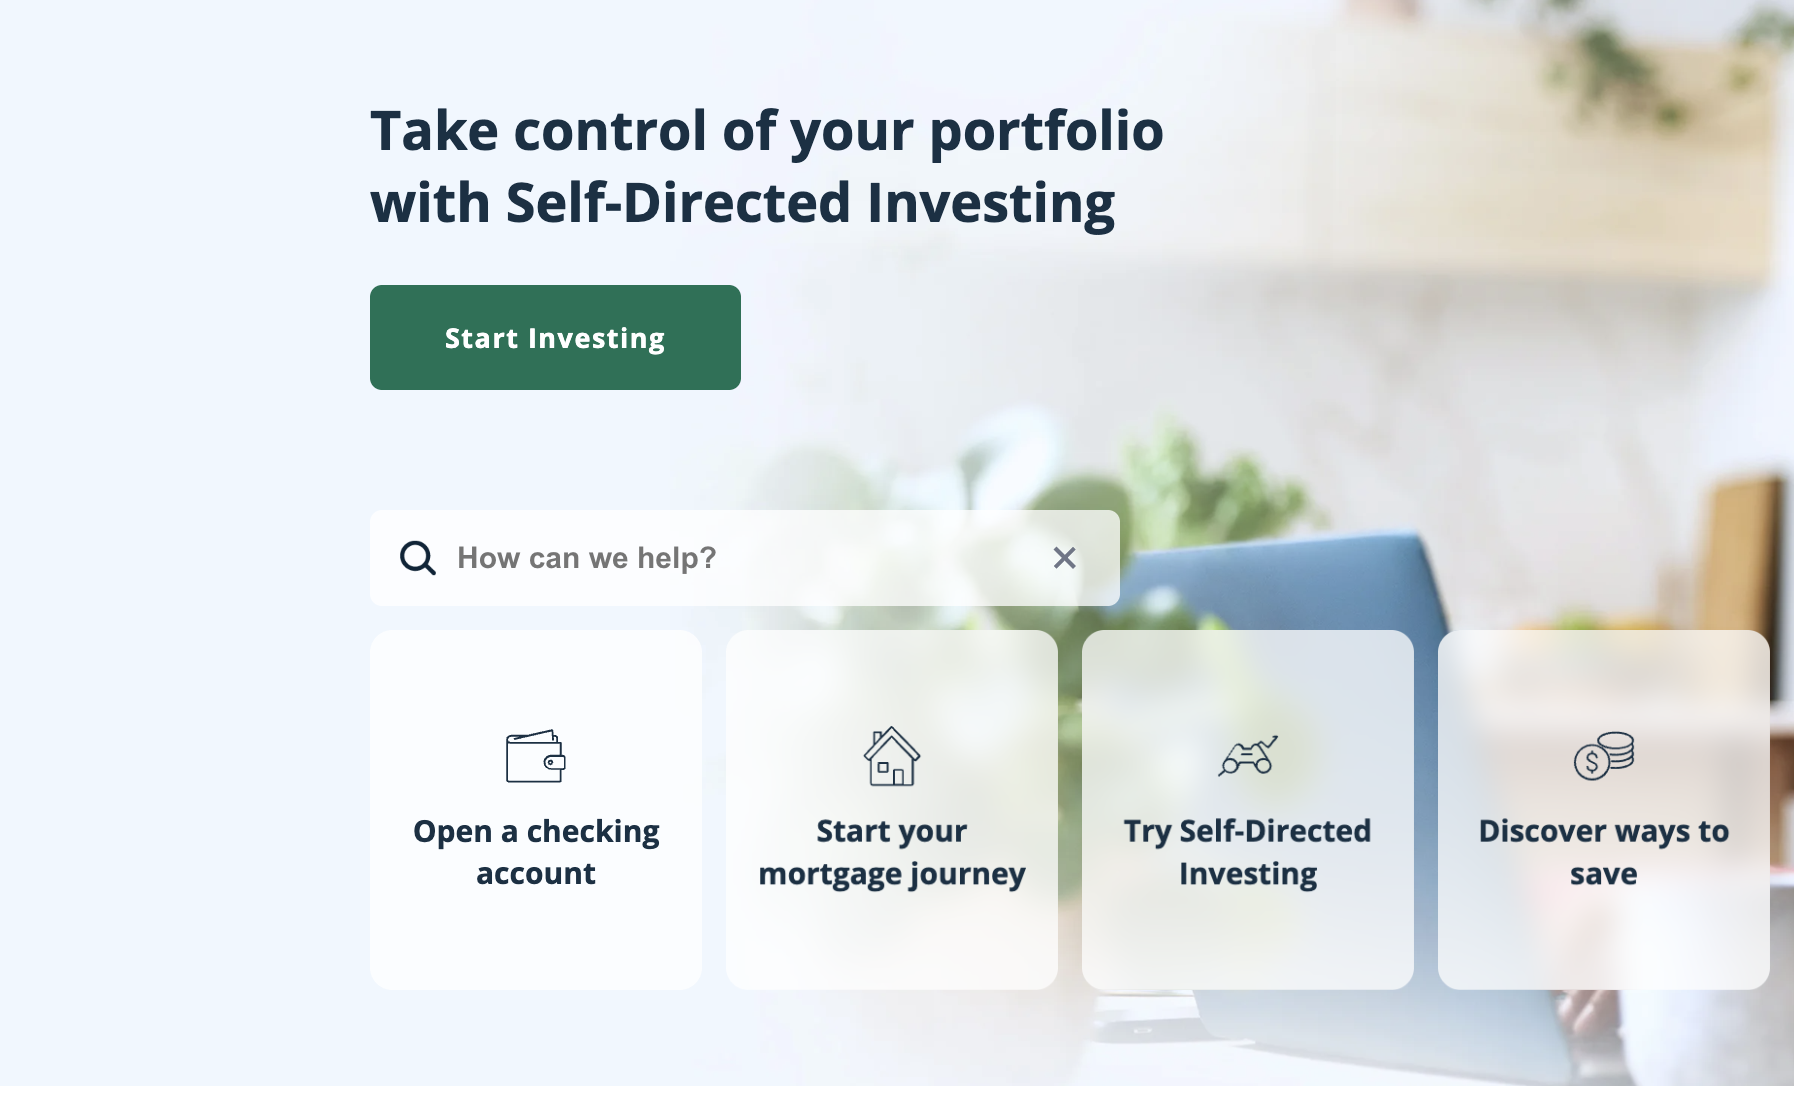 Take control of your portfolio
with Self-Directed Investing
Start Investing
How can we help?
Open a checking
account
Start your
mortgage journey
Try Self-Directed
Investing
Discover ways to
save